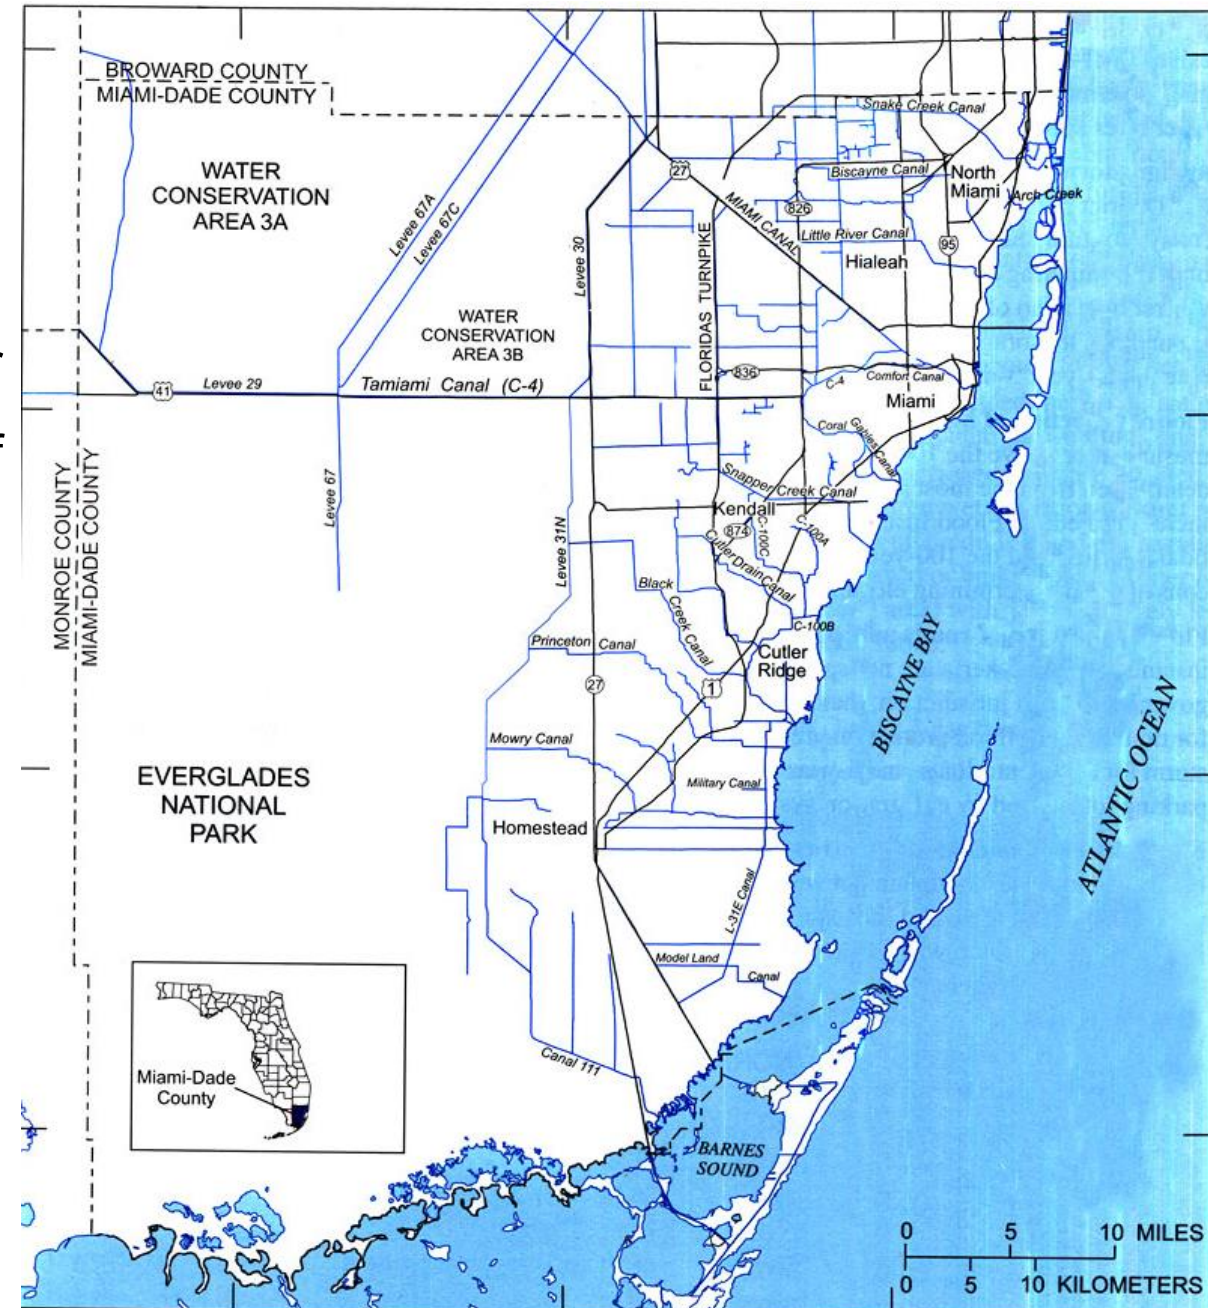 BROWARD COUNTY
MIAMI-DADE COUNTY
Snake Creek Canal
WATER
CONSERVATION
AREA 3A
27
Biscayne Canal
North
Miami
Arch Creek
Levee 67A
Levee 67C
826
MIAMI CANAL
Little River Canal
95
Hialeah
Levee 30
FLORIDAS TURNPIKE
WATER
CONSERVATION
AREA 3B
836
Comfort Canal
C-4
41
Levee 29
Tamiami Canal (C-4)
Miami
Coral Gables Canal
MONROE COUNTY
MIAMI-DADE COUNTY
Levee 67
Snapper Creek Canal
Kendall
874
C-100C
C-100A
Levee 31N
Cutler Drain Canal
Black Creek Canal
C-100B
Princeton Canal
Cutler
Ridge
27
1
BISCAYNE BAY
ATLANTIC OCEAN
Mowry Canal
EVERGLADES
NATIONAL
PARK
Military Canal
Homestead
L-31E Canal
Model Land Canal
Canal 111
Miami-Dade
County
BARNES
SOUND
0 5 10 MILES
0 5 10 KILOMETERS